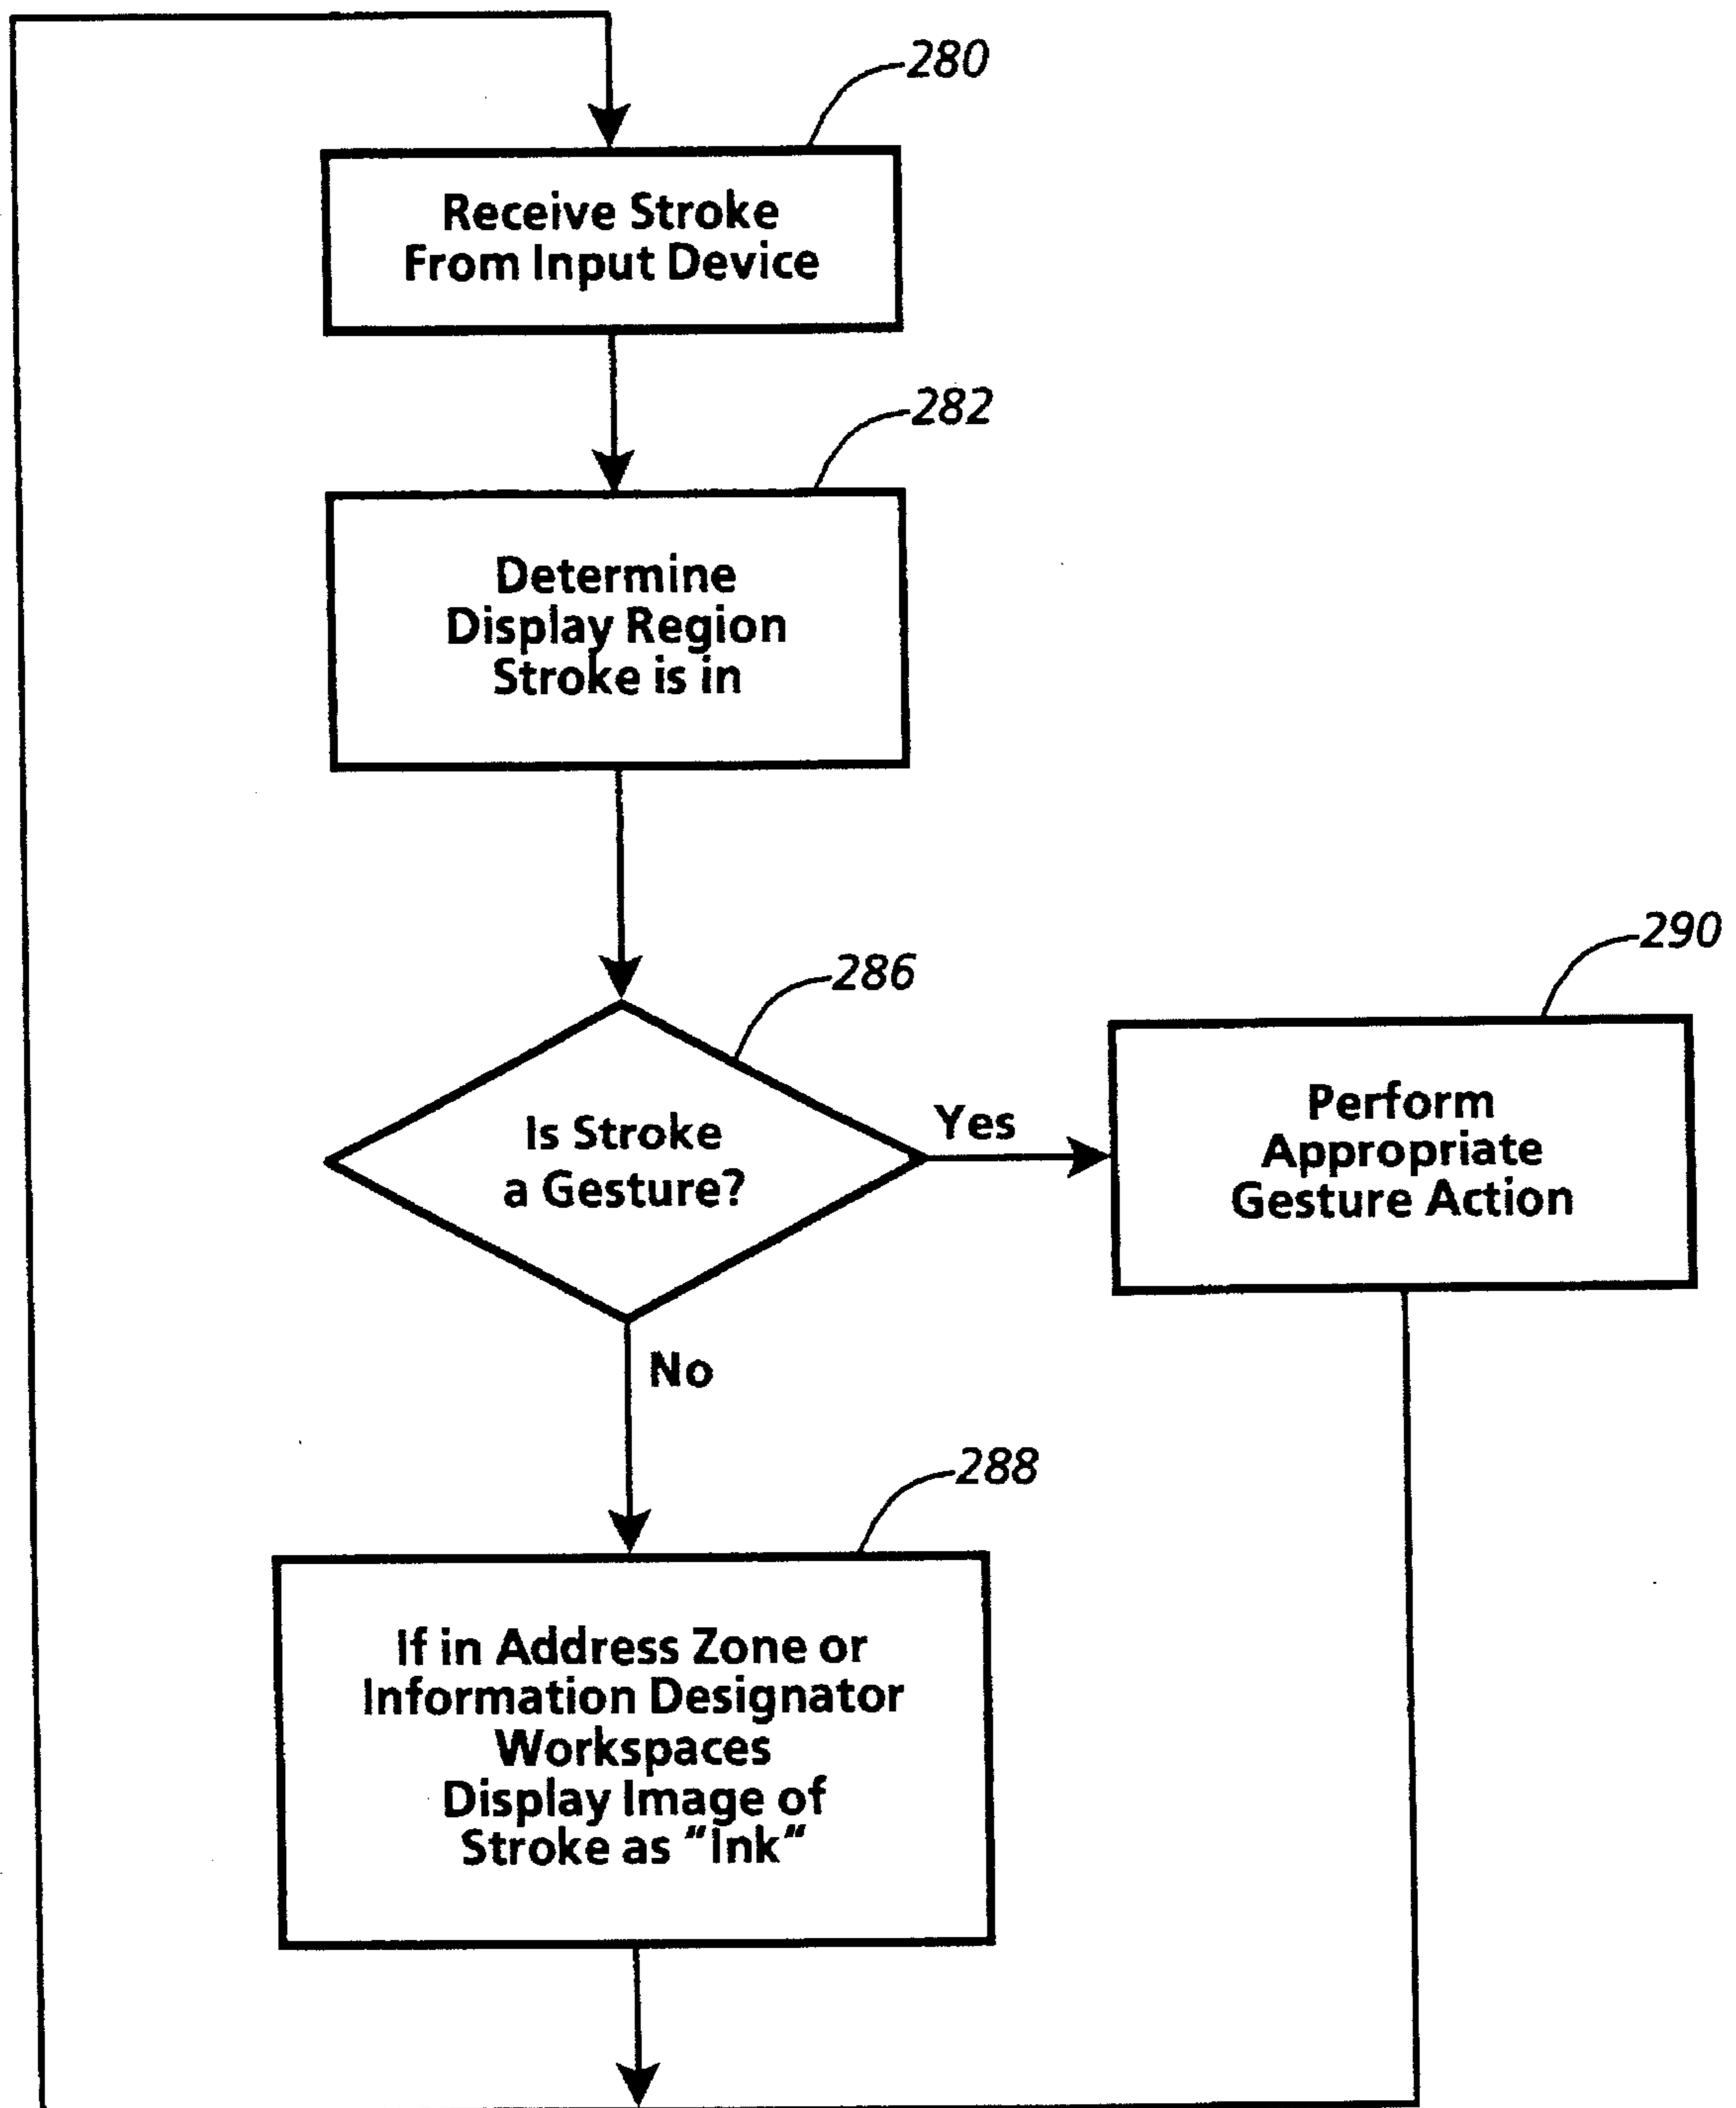 280
Receive Stroke
From Input Device
282
Determine
Display Region
Stroke is in
286
Is Stroke
a Gesture?
Yes
290
Perform
Appropriate
Gesture Action
No
288
If in Address Zone or
Information Designator
Workspaces
Display Image of
Stroke as "Ink"